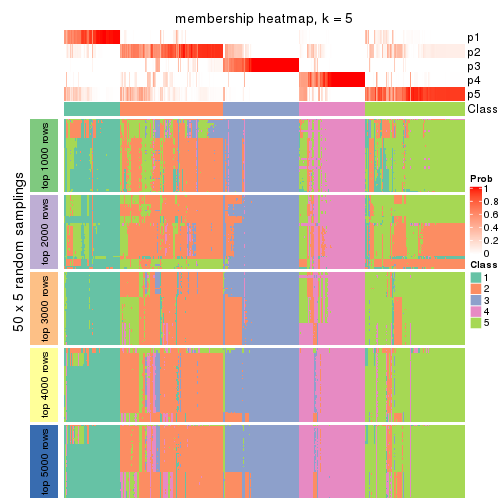 membership heatmap, k = 5
p1
p2
p3
p4
p5
Class
50 x 5 random samplings
top 1000 rows
top 2000 rows
top 3000 rows
top 4000 rows
top 5000 rows
Prob
1
0.8
0.6
0.4
0.2
0
Class
1
2
3
4
5